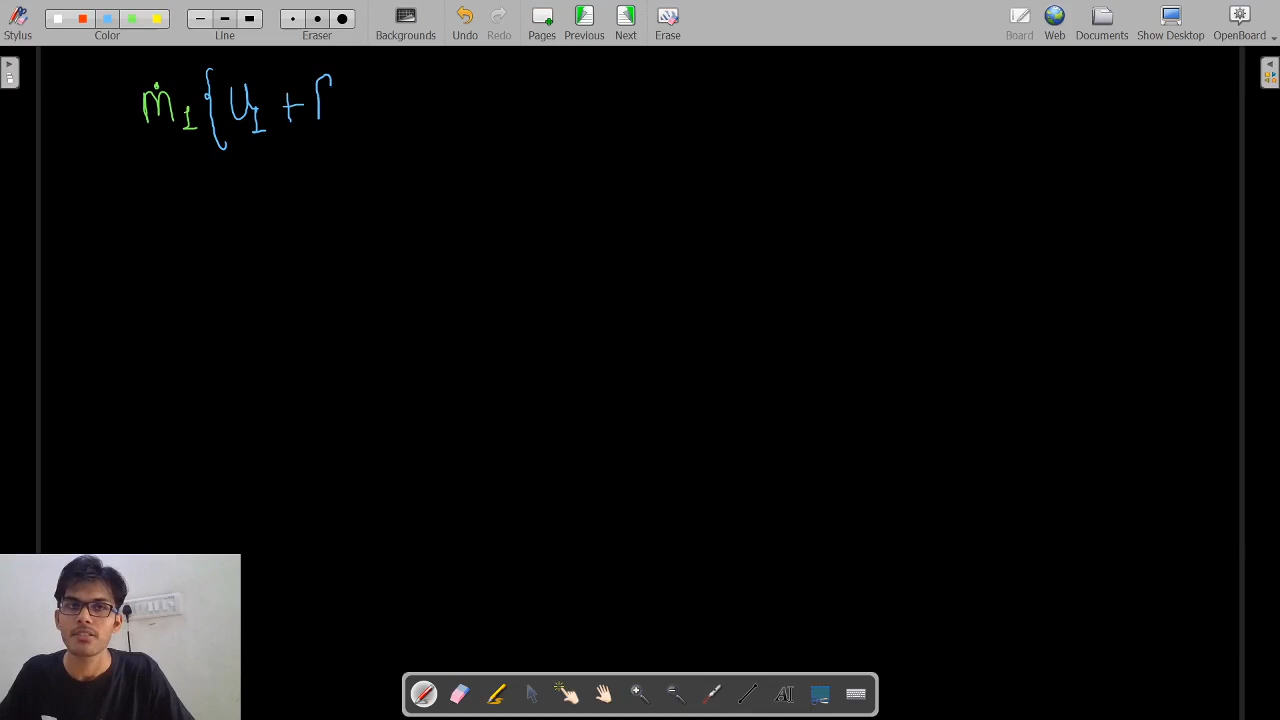 Stylus Color Line Eraser Backgrounds Undo Redo Pages Previous Next Erase Board Web Documents Show Desktop OpenBoard
ṁ₁{U₁ +
AI